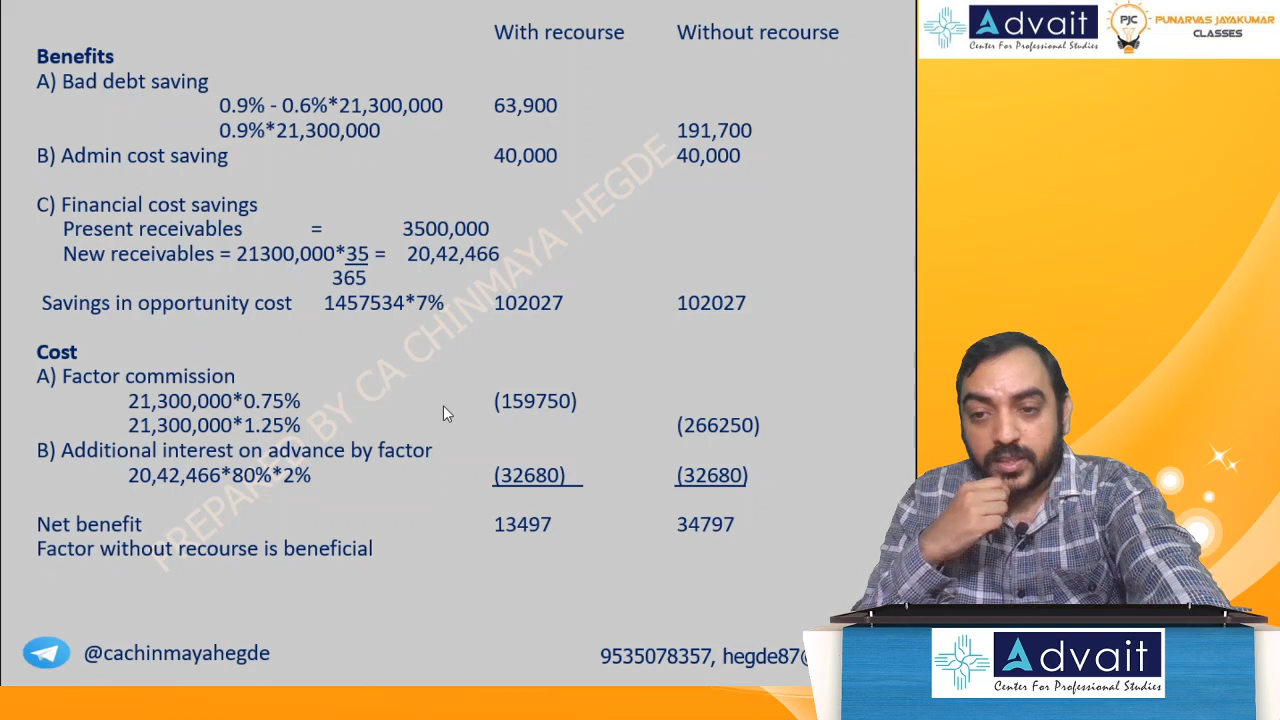 With recourse Without recourse
Benefits
A) Bad debt saving
0.9% - 0.6%*21,300,000 63,900
0.9%*21,300,000 191,700
B) Admin cost saving 40,000 40,000
C) Financial cost savings
Present receivables = 3500,000
New receivables = 21300,000*35 = 20,42,466
365
Savings in opportunity cost 1457534*7% 102027 102027
Cost
A) Factor commission
21,300,000*0.75% (159750)
21,300,000*1.25% (266250)
B) Additional interest on advance by factor
20,42,466*80%*2% (32680) (32680)
Net benefit 13497 34797
Factor without recourse is beneficial
PREPARED BY CA CHINMAYA HEGDE
@cachinmayahegde
9535078357, hegde87@
Advait
Center For Professional Studies
PJC
PUNARVAS JAYAKUMAR
CLASSES
Advait
Center For Professional Studies